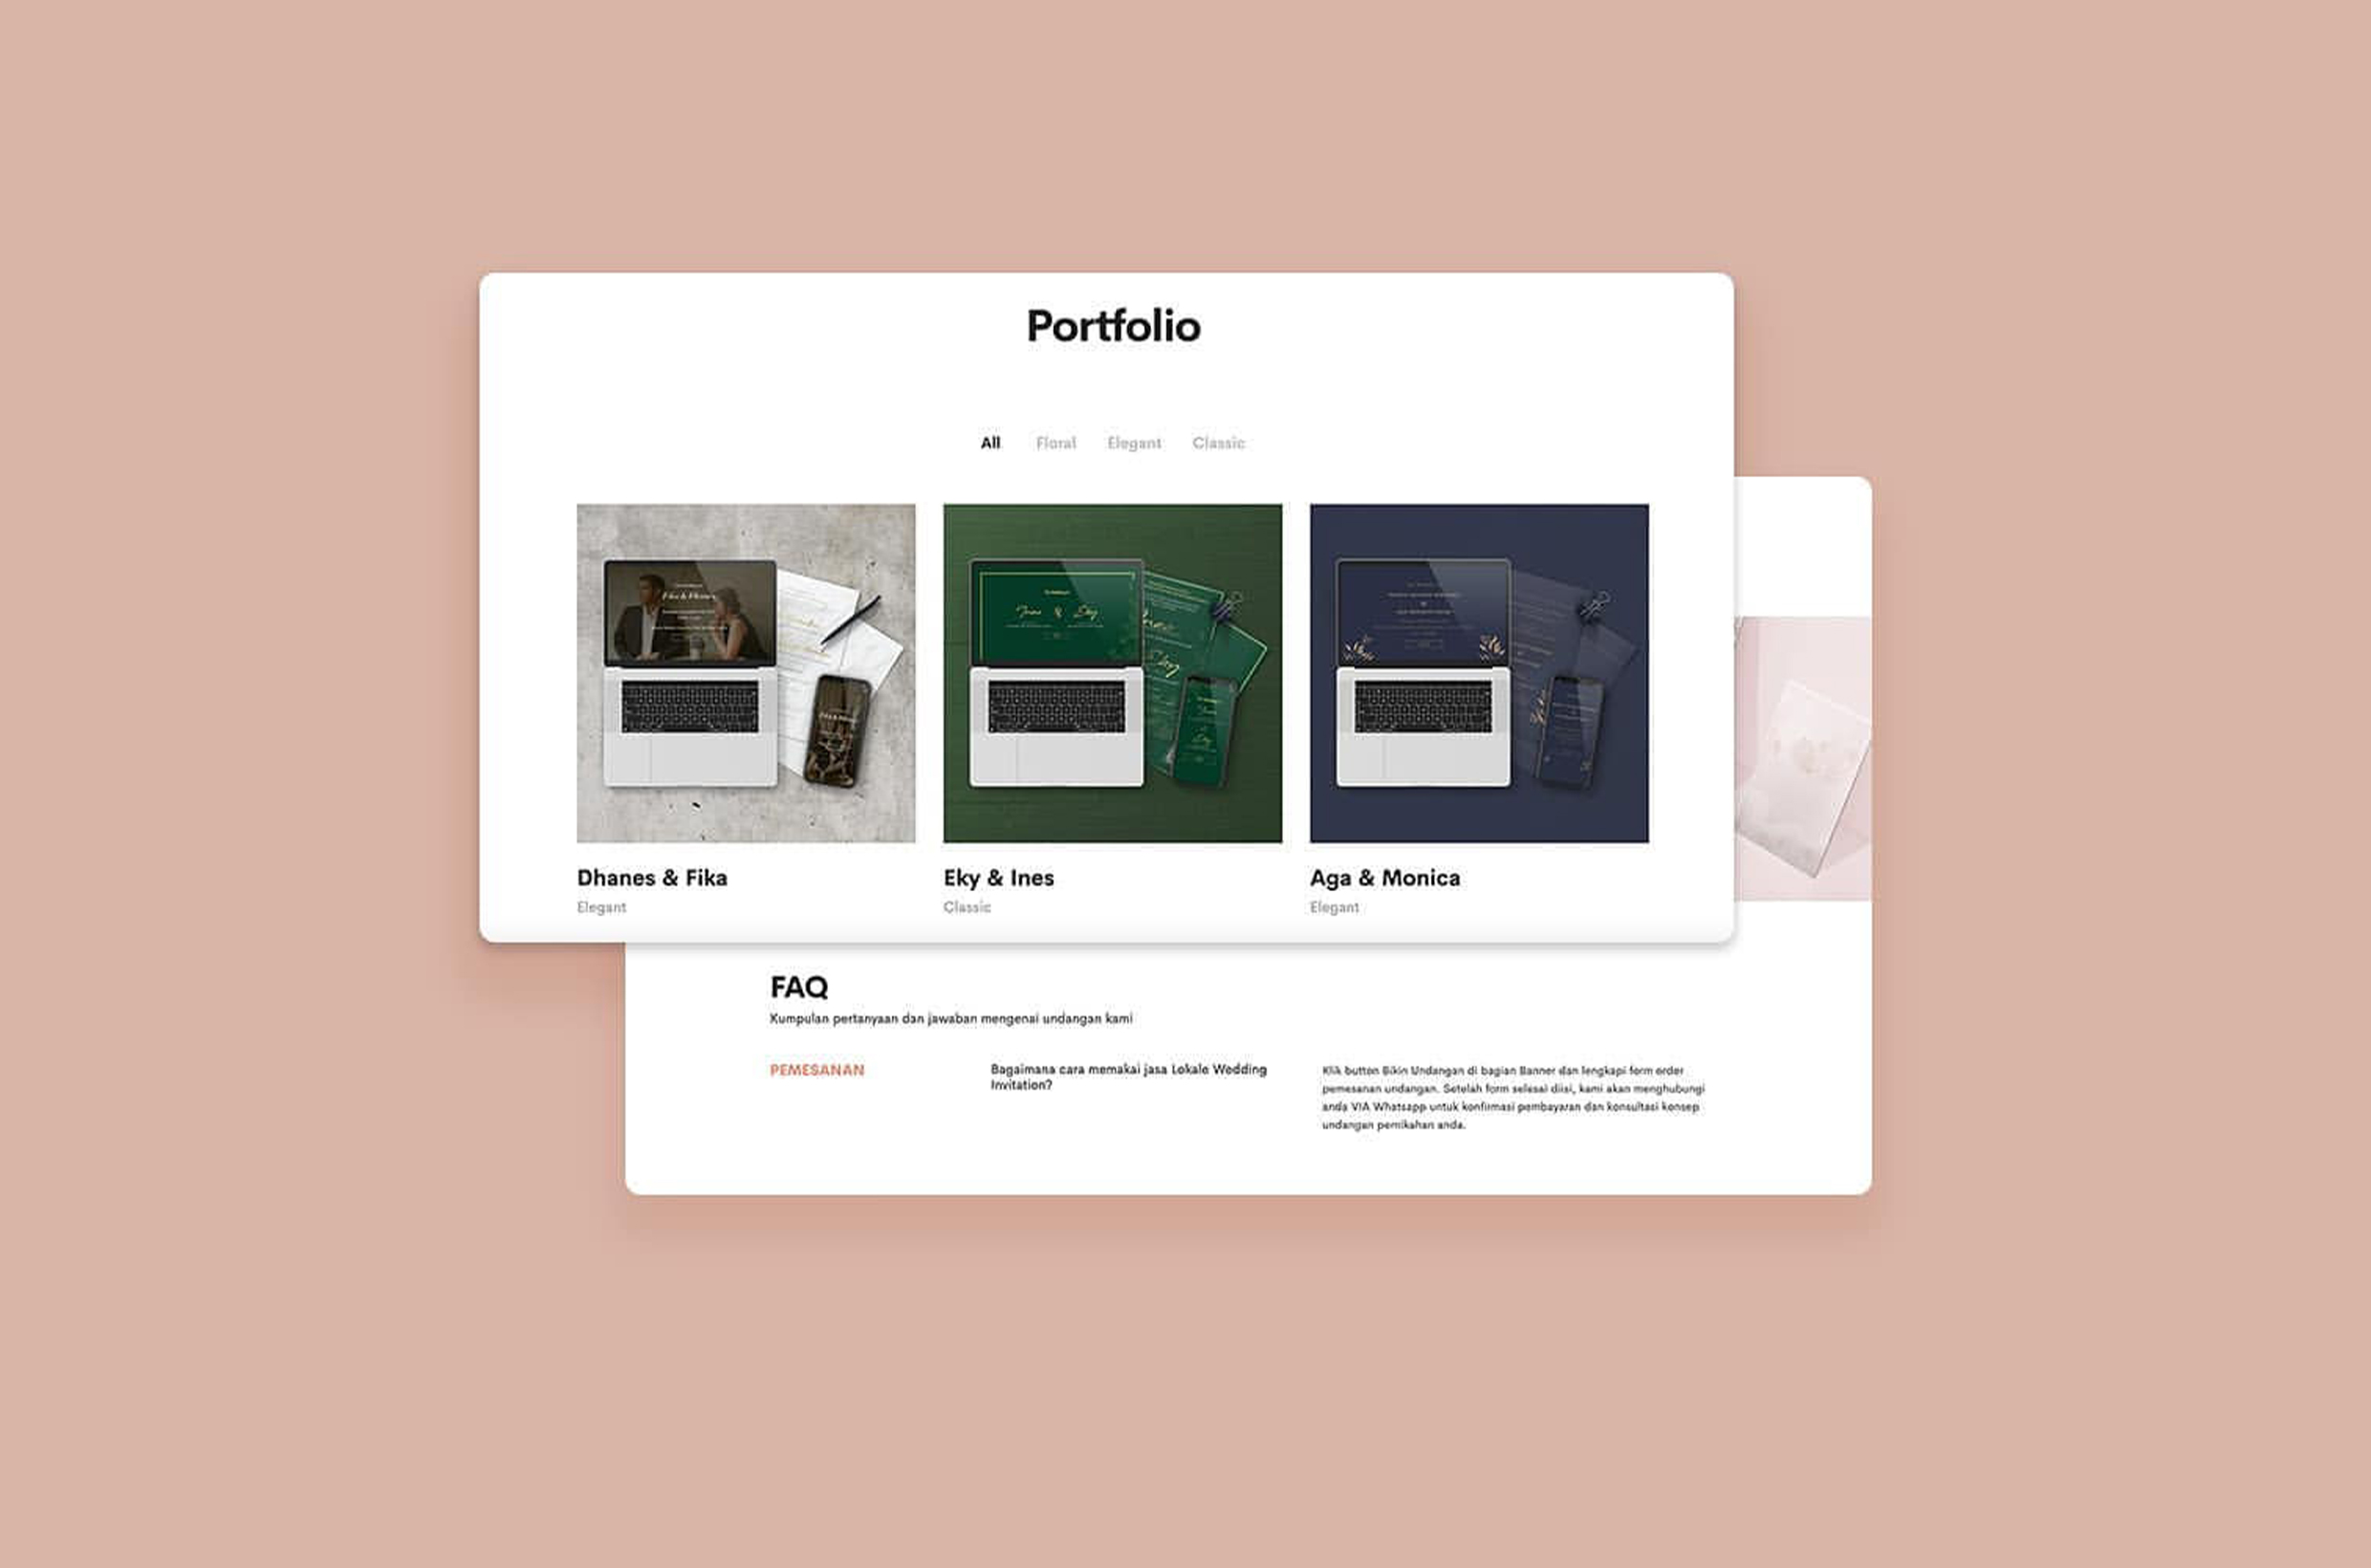 Portfolio
All Floral Elegant Classic
Dhanes & Fika
Elegant
Eky & Ines
Classic
Aga & Monica
Elegant
FAQ
Kumpulan pertanyaan dan jawaban mengenai undangan kami
PEMESANAN
Bagaimana cara memakai jasa Lokale Wedding
Invitation?
Klik button Bikin Undangan di bagian Banner dan lengkapi form order
pemesanan undangan. Setelah form selesai diisi, kami akan menghubungi
anda VIA Whatsapp untuk konfirmasi pembayaran dan konsultasi konsep
undangan pernikahan anda.